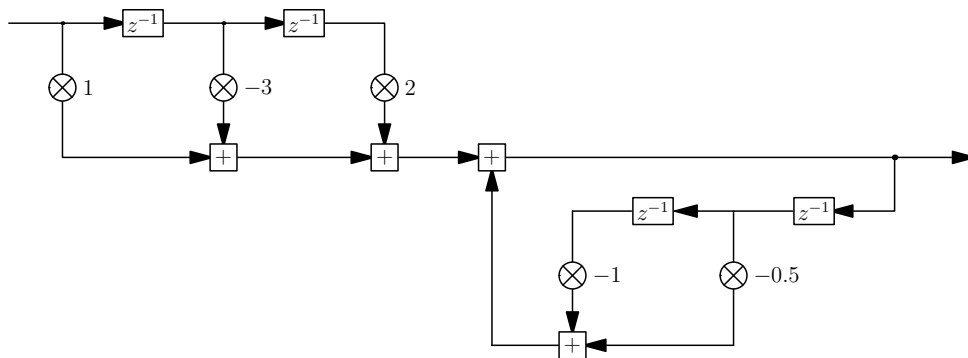 z⁻¹ z⁻¹
1 −3 2
+ + +
z⁻¹ z⁻¹
−1 −0.5
+